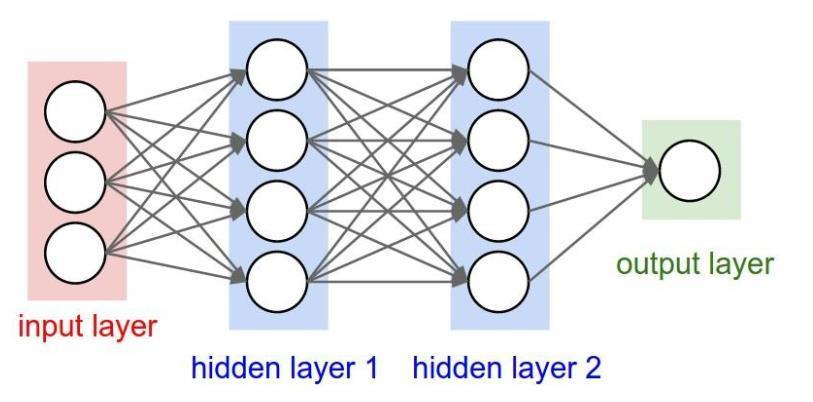 input layer
hidden layer 1
hidden layer 2
output layer